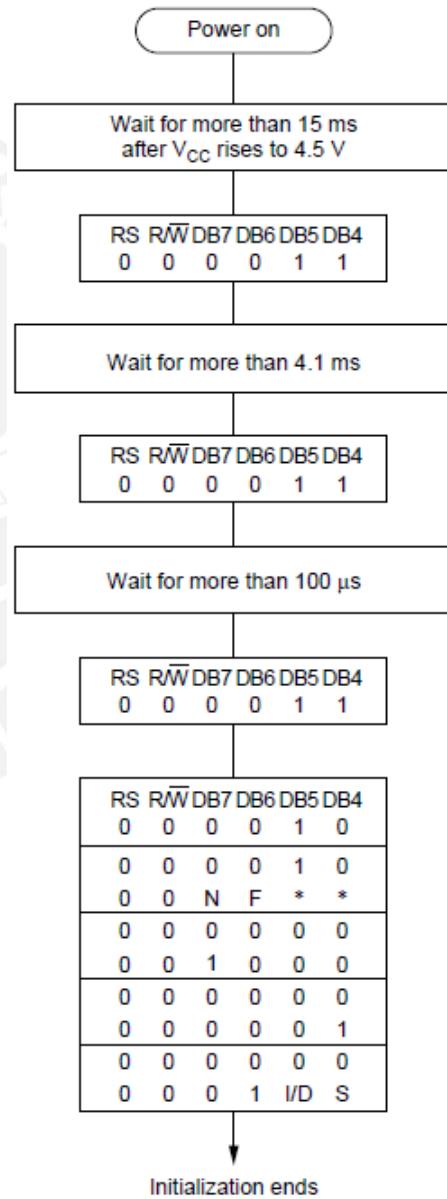 Power on
Wait for more than 15 ms
after VCC rises to 4.5 V
RS R/W̅ DB7 DB6 DB5 DB4
0 0 0 0 1 1
Wait for more than 4.1 ms
RS R/W̅ DB7 DB6 DB5 DB4
0 0 0 0 1 1
Wait for more than 100 µs
RS R/W̅ DB7 DB6 DB5 DB4
0 0 0 0 1 1
RS R/W̅ DB7 DB6 DB5 DB4
0 0 0 0 1 0
0 0 0 0 1 0
0 0 N F * *
0 0 0 0 0 0
0 0 1 0 0 0
0 0 0 0 0 0
0 0 0 0 0 1
0 0 0 0 0 0
0 0 0 1 I/D S
Initialization ends